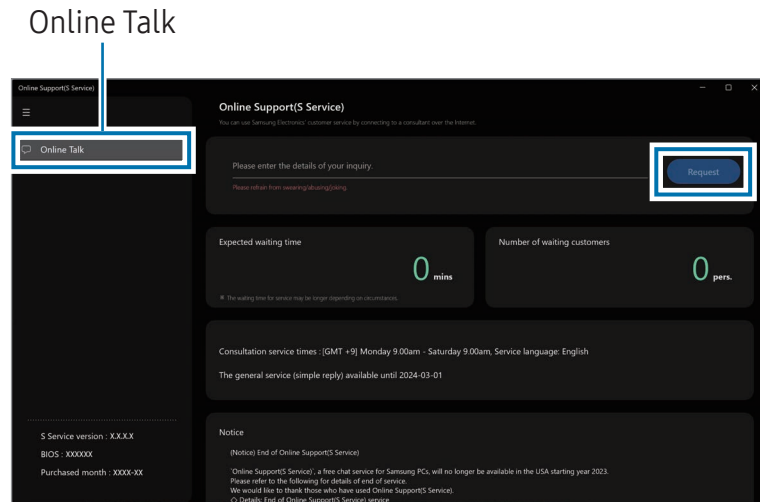 Online Talk
Online Support(S Service)
Online Talk
Online Support(S Service)
You can use Samsung Electronics' customer service by connecting to a consultant over the Internet.
Please enter the details of your inquiry.
Request
Please refrain from swearing/abusing/joking.
Expected waiting time
0 mins
※ The waiting time for service may be longer depending on circumstances.
Number of waiting customers
0 pers.
Consultation service times : [GMT +9] Monday 9.00am - Saturday 9.00am, Service language: English
The general service (simple reply) available until 2024-03-01
S Service version : X.X.X.X
BIOS : XXXXXX
Purchased month : XXXX-XX
Notice
(Notice) End of Online Support(S Service)
'Online Support(S Service)', a free chat service for Samsung PCs, will no longer be available in the USA starting year 2023.
Please refer to the following for details of end of service.
We would like to thank those who have used Online Support(S Service).
◇ Details: End of Online Support(S Service) service